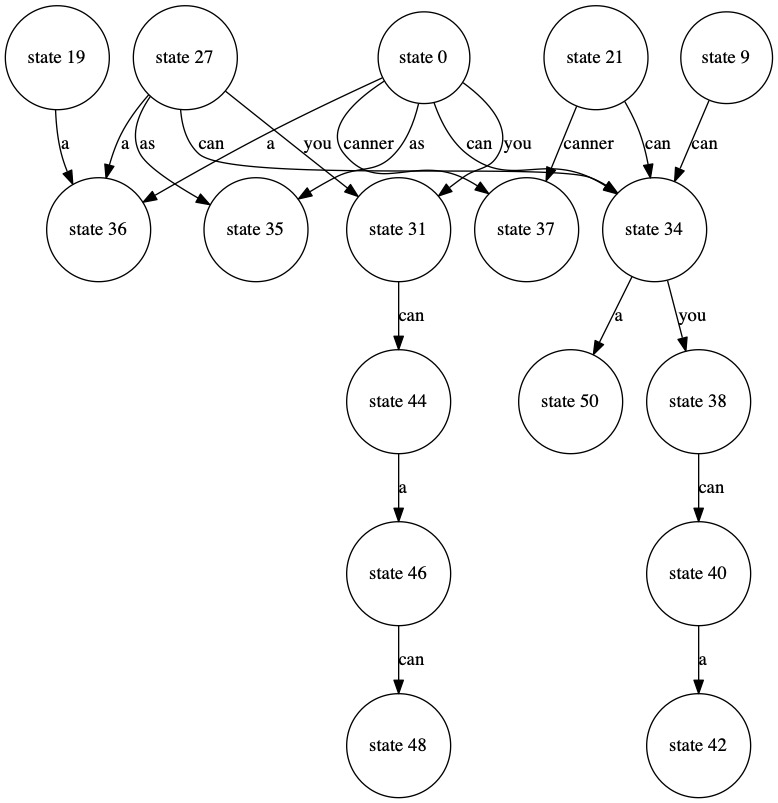 state 19 state 27 state 0 state 21 state 9
a a as can you a canner as can you canner can can
state 36 state 35 state 31 state 37 state 34
can a you
state 44 state 50 state 38
a can
state 46 state 40
can a
state 48 state 42